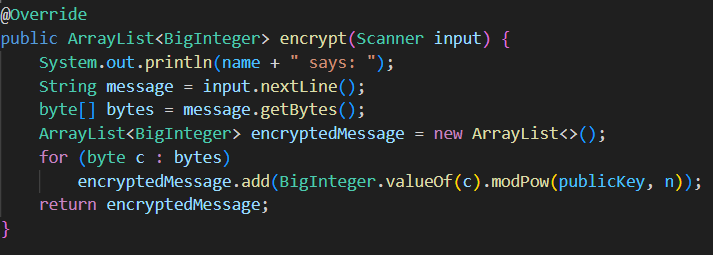 @Override
public ArrayList<BigInteger> encrypt(Scanner input) {
    System.out.println(name + " says: ");
    String message = input.nextLine();
    byte[] bytes = message.getBytes();
    ArrayList<BigInteger> encryptedMessage = new ArrayList<>();
    for (byte c : bytes)
        encryptedMessage.add(BigInteger.valueOf(c).modPow(publicKey, n));
    return encryptedMessage;
}